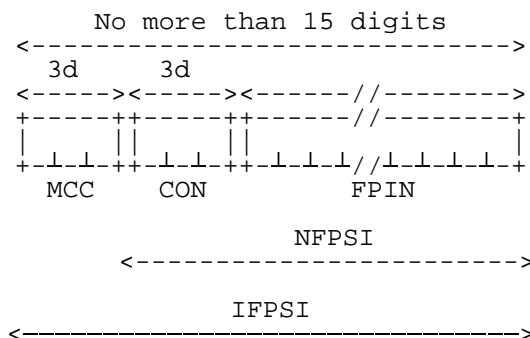 No more than 15 digits
<------------------------------->
3d 3d
<-----><-----><------//-------->
+-----++-----++------//--------+
| || || |
+-┴-┴-++-┴-┴-++-┴-┴-┴//┴-┴-┴-┴-+
MCC CON FPIN
NFPSI
<------------------------>
IFPSI
<------------------------------->